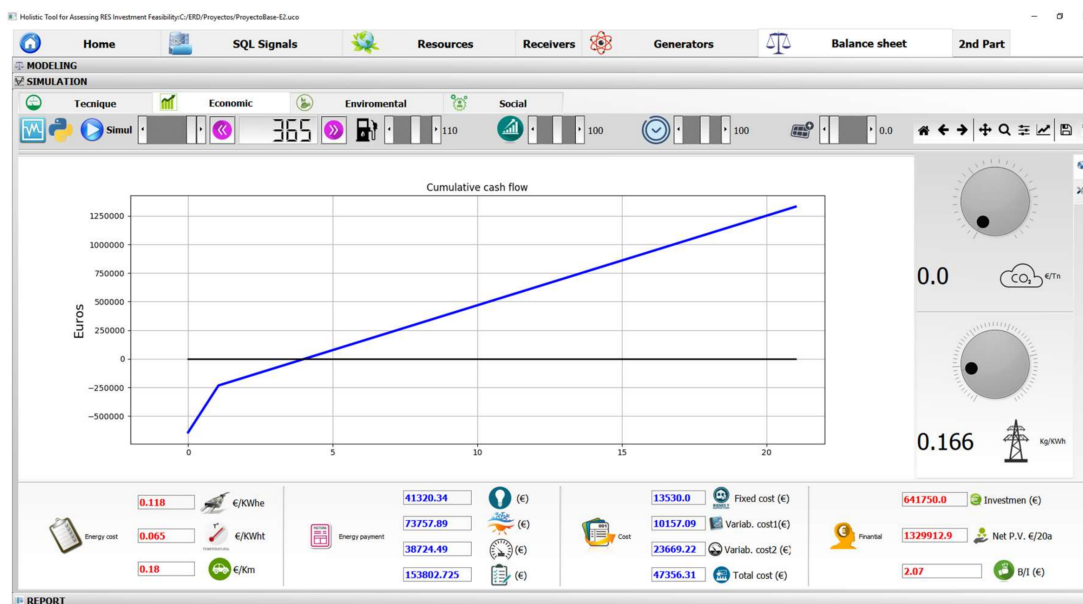 Holistic Tool for Assessing RES Investment Feasibility:C:/ERD/Proyectos/ProyectoBase-E2.uco
Home SQL Signals Resources Receivers Generators Balance sheet 2nd Part
MODELING
SIMULATION
Tecnique Economic Enviromental Social
Simul 365 110 100 100 0.0
Cumulative cash flow
1250000
1000000
750000
500000
250000
0
−250000
−500000
Euros
0 5 10 15 20
0.0 CO₂ €/Tn
0.166 Kg/KWh
Energy cost
0.118 €/KWhe
0.065 €/KWht
0.18 €/Km
Energy payment
41320.34 (€)
73757.89 (€)
38724.49 (€)
153802.725 (€)
Cost
13530.0 Fixed cost (€)
10157.09 Variab. cost1(€)
23669.22 Variab. cost2 (€)
47356.31 Total cost (€)
Finantial
641750.0 Investmen (€)
1329912.9 Net P.V. €/20a
2.07 B/I (€)
REPORT